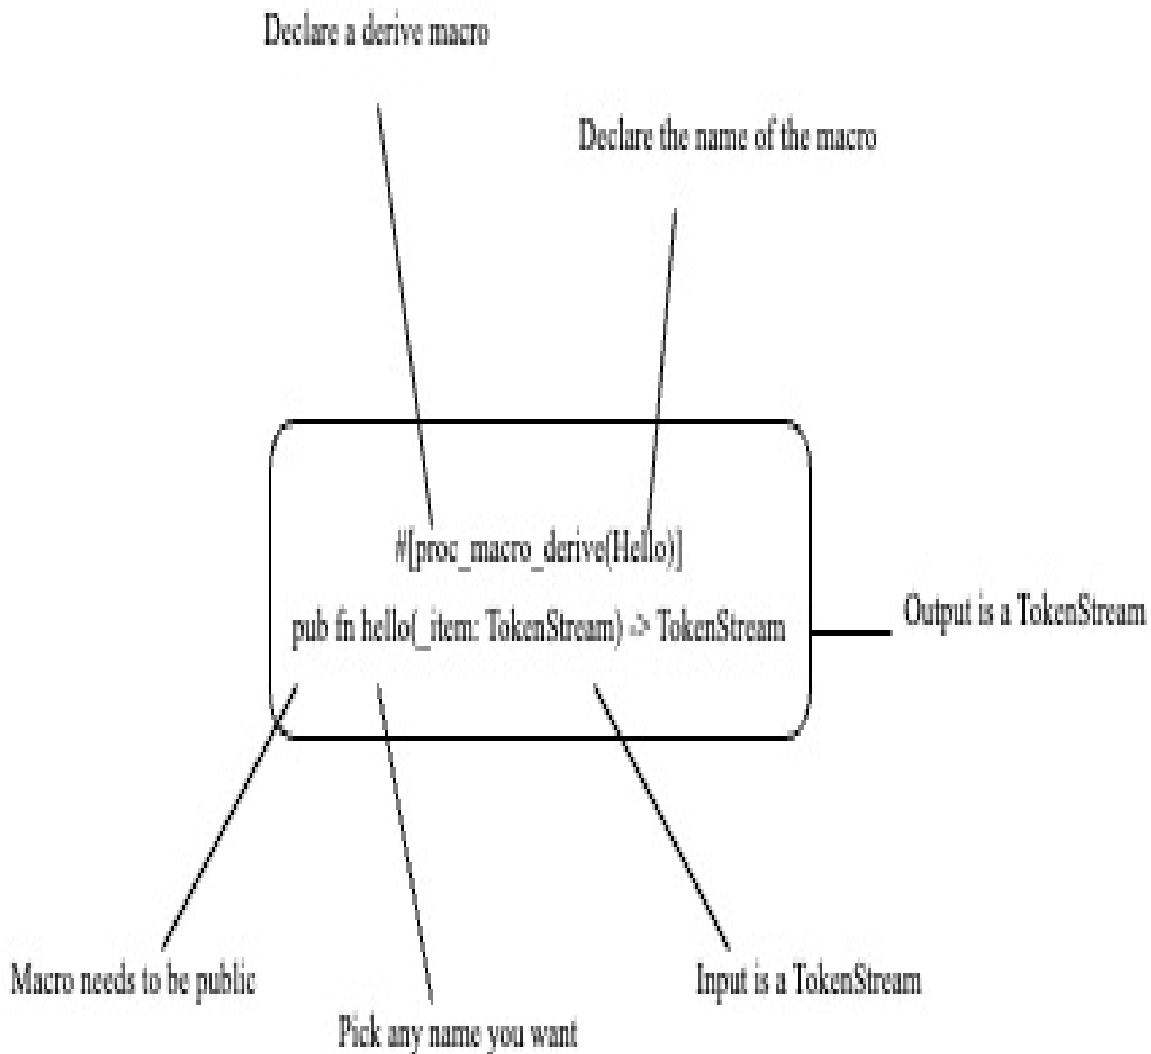 Declare a derive macro
Declare the name of the macro
#[proc_macro_derive(Hello)]
pub fn hello(_item: TokenStream) -> TokenStream
Output is a TokenStream
Macro needs to be public
Input is a TokenStream
Pick any name you want